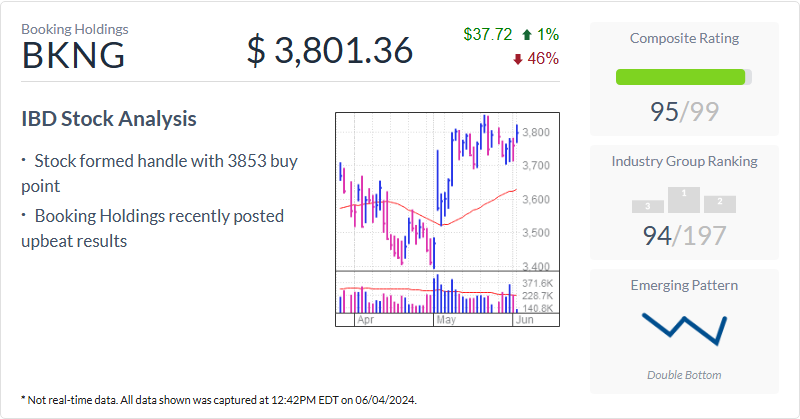 Booking Holdings
BKNG
$ 3,801.36
$37.72 1%
46%
IBD Stock Analysis
· Stock formed handle with 3853 buy
point
· Booking Holdings recently posted
upbeat results
3,800
3,700
3,600
3,500
3,400
371.6K
228.7K
140.8K
Apr May Jun
Composite Rating
95/99
Industry Group Ranking
3 1 2
94/197
Emerging Pattern
Double Bottom
* Not real-time data. All data shown was captured at 12:42PM EDT on 06/04/2024.